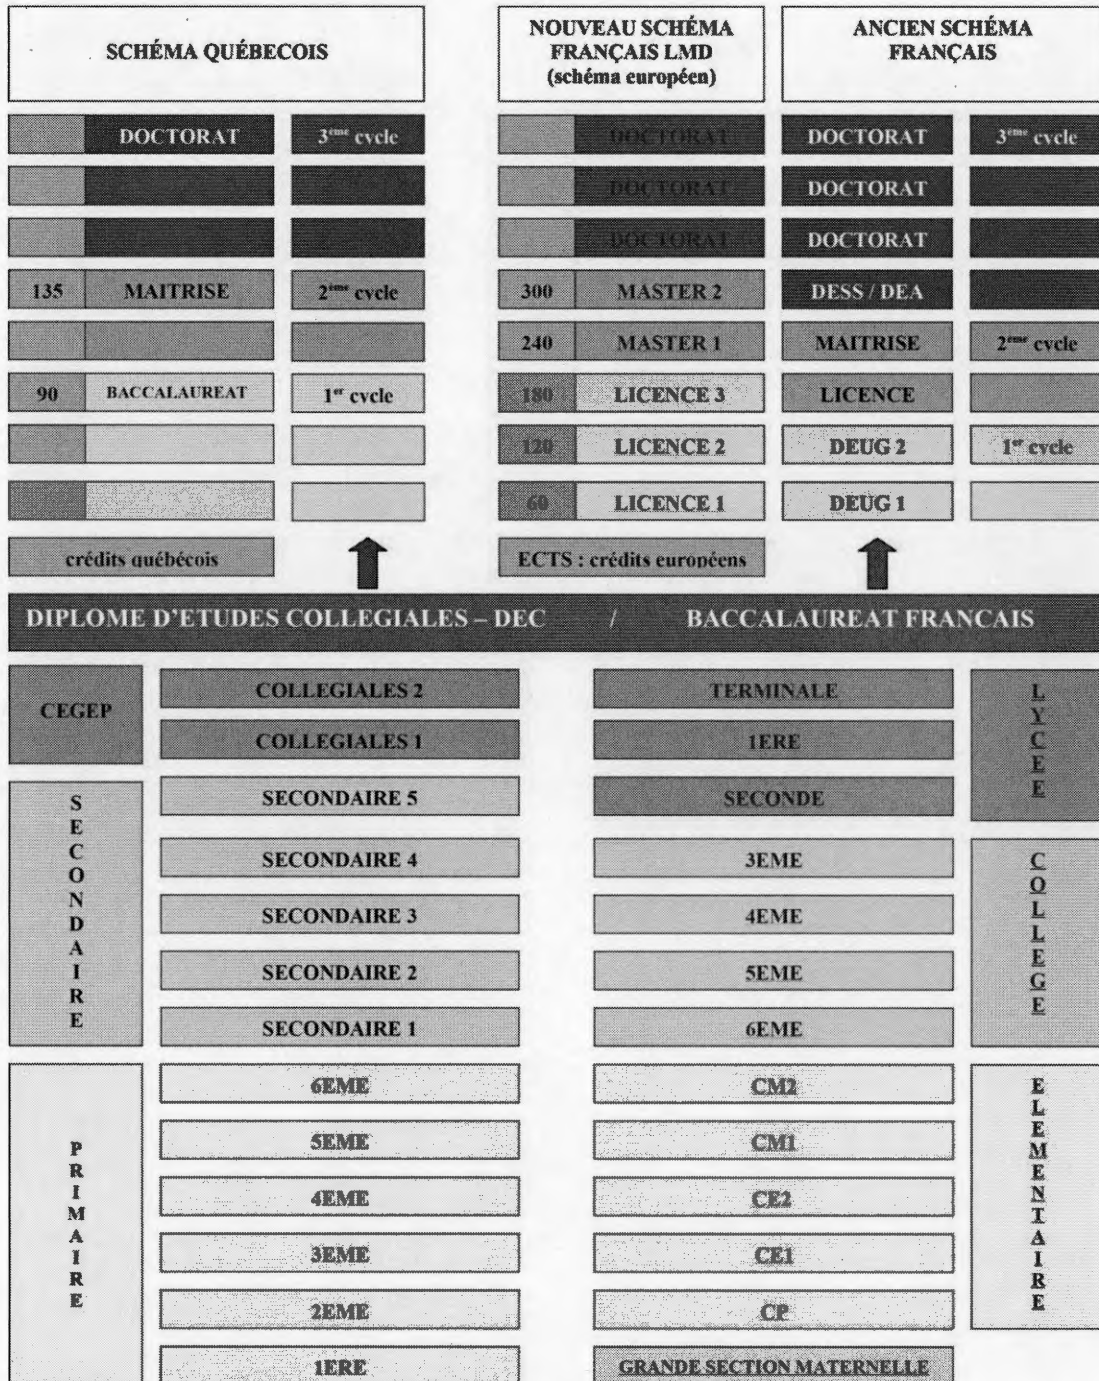 SCHÉMA QUÉBECOIS
NOUVEAU SCHÉMA
FRANÇAIS LMD
(schéma européen)
ANCIEN SCHÉMA
FRANÇAIS
DOCTORAT 3ème cycle DOCTORAT DOCTORAT 3ème cycle
DOCTORAT DOCTORAT
DOCTORAT DOCTORAT
135 MAITRISE 2ème cycle 300 MASTER 2 DESS / DEA
240 MASTER 1 MAITRISE 2ème cycle
90 BACCALAUREAT 1er cycle 180 LICENCE 3 LICENCE
120 LICENCE 2 DEUG 2 1er cycle
60 LICENCE 1 DEUG 1
crédits québécois ECTS : crédits européens
DIPLOME D'ETUDES COLLEGIALES – DEC / BACCALAUREAT FRANCAIS
CEGEP
COLLEGIALES 2 TERMINALE
COLLEGIALES 1 1ERE
LYCEE
SECONDAIRE 5 SECONDE
SECONDAIRE
SECONDAIRE 4 3EME
SECONDAIRE 3 4EME
SECONDAIRE 2 5EME
SECONDAIRE 1 6EME
COLLEGE
PRIMAIRE
6EME CM2
5EME CM1
4EME CE2
3EME CE1
2EME CP
1ERE GRANDE SECTION MATERNELLE
ELEMENTAIRE